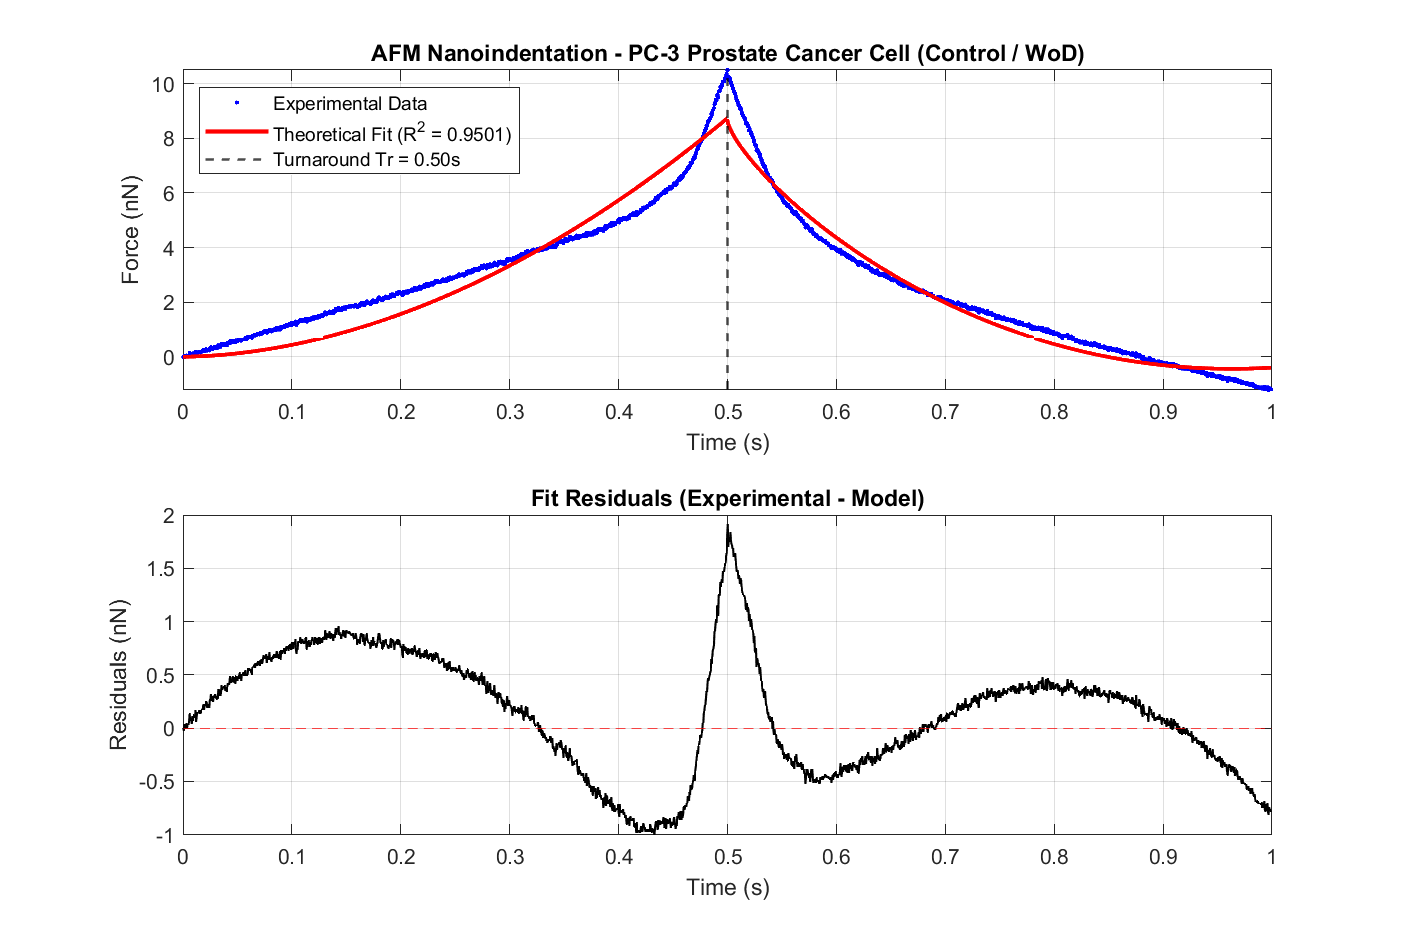 AFM Nanoindentation - PC-3 Prostate Cancer Cell (Control / WoD)
Force (nN)
10
8
6
4
2
0
Experimental Data
Theoretical Fit (R² = 0.9501)
Turnaround Tr = 0.50s
0 0.1 0.2 0.3 0.4 0.5 0.6 0.7 0.8 0.9 1
Time (s)
Fit Residuals (Experimental - Model)
Residuals (nN)
2
1.5
1
0.5
0
-0.5
-1
0 0.1 0.2 0.3 0.4 0.5 0.6 0.7 0.8 0.9 1
Time (s)